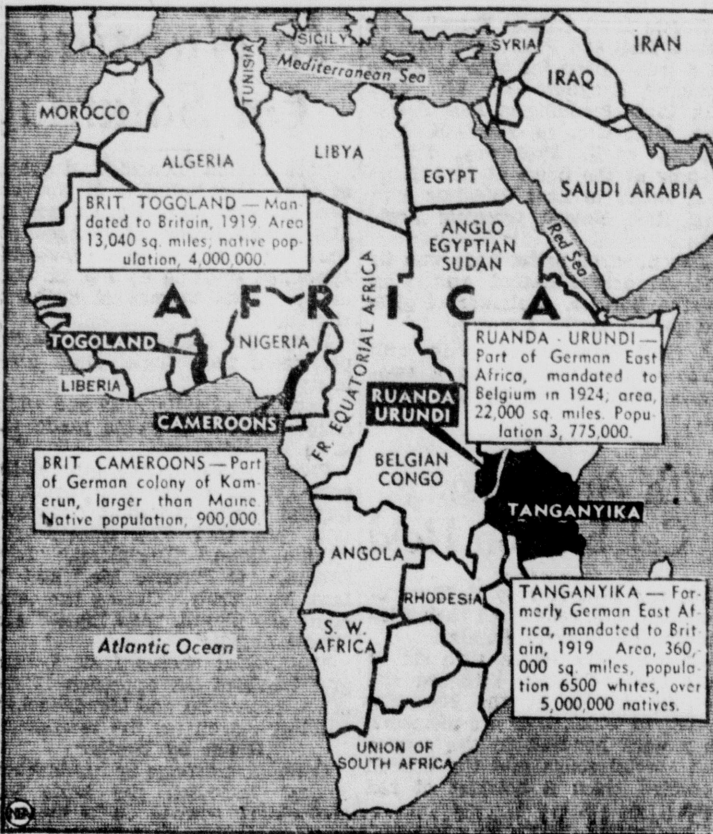 SICILY
SYRIA
IRAN
Mediterranean Sea
TUNISIA
IRAQ
MOROCCO
ALGERIA
LIBYA
EGYPT
SAUDI ARABIA
BRIT TOGOLAND — Man-
dated to Britain, 1919. Area
13,040 sq. miles; native pop-
ulation, 4,000,000.
ANGLO
EGYPTIAN
SUDAN
Red Sea
AFRICA
TOGOLAND
NIGERIA
FR. EQUATORIAL AFRICA
RUANDA - URUNDI —
Part of German East
Africa, mandated to
Belgium in 1924; area,
22,000 sq. miles. Popu-
lation 3, 775,000.
LIBERIA
CAMEROONS
RUANDA
URUNDI
BRIT CAMEROONS — Part
of German colony of Kam-
erun, larger than Maine
Native population, 900,000.
BELGIAN
CONGO
TANGANYIKA
ANGOLA
RHODESIA
TANGANYIKA — For-
merly German East Af-
rica, mandated to Brit-
ain, 1919 Area, 360,-
000 sq. miles, popula-
tion 6500 whites, over
5,000,000 natives.
Atlantic Ocean
S. W.
AFRICA
UNION OF
SOUTH AFRICA
NEA